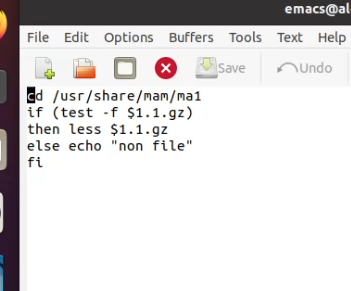 emacs@al
File Edit Options Buffers Tools Text Help
Save Undo
cd /usr/share/mam/ma1
if (test -f $1.1.gz)
then less $1.1.gz
else echo "non file"
fi